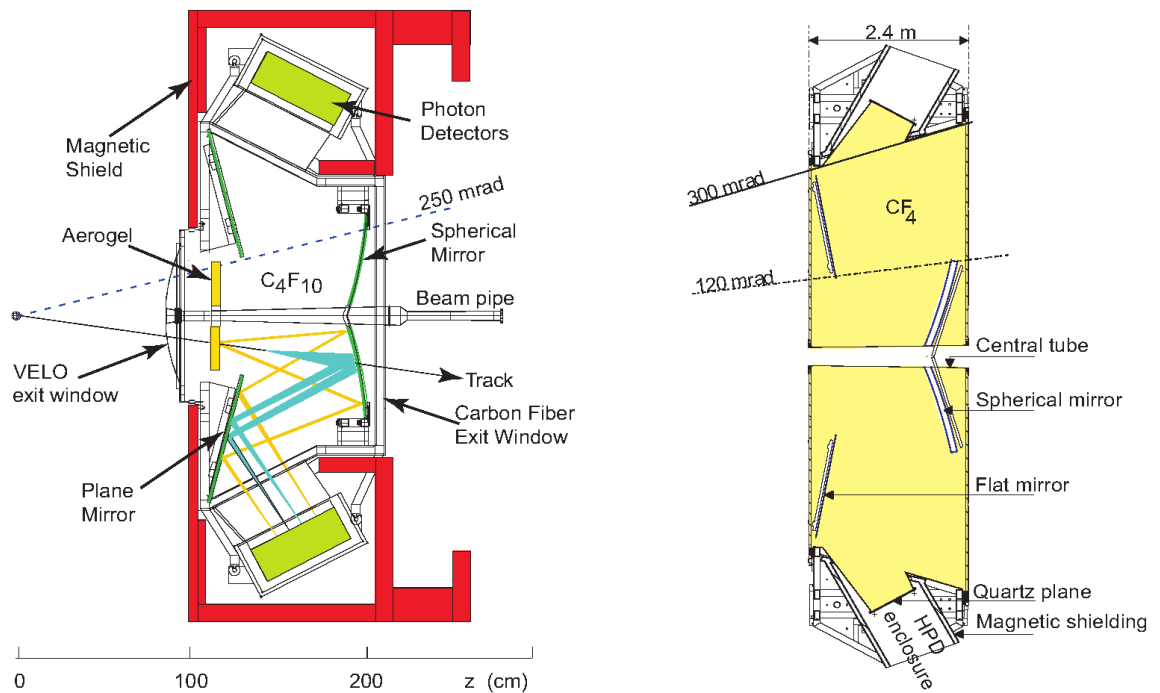 Photon
Detectors
Magnetic
Shield
250 mrad
Aerogel
Spherical
Mirror
C4F10
Beam pipe
VELO
exit window
Track
Carbon Fiber
Exit Window
Plane
Mirror
0
100
200
z (cm)
2.4 m
300 mrad
CF4
120 mrad
Central tube
Spherical mirror
Flat mirror
Quartz plane
Magnetic shielding
HPD
enclosure